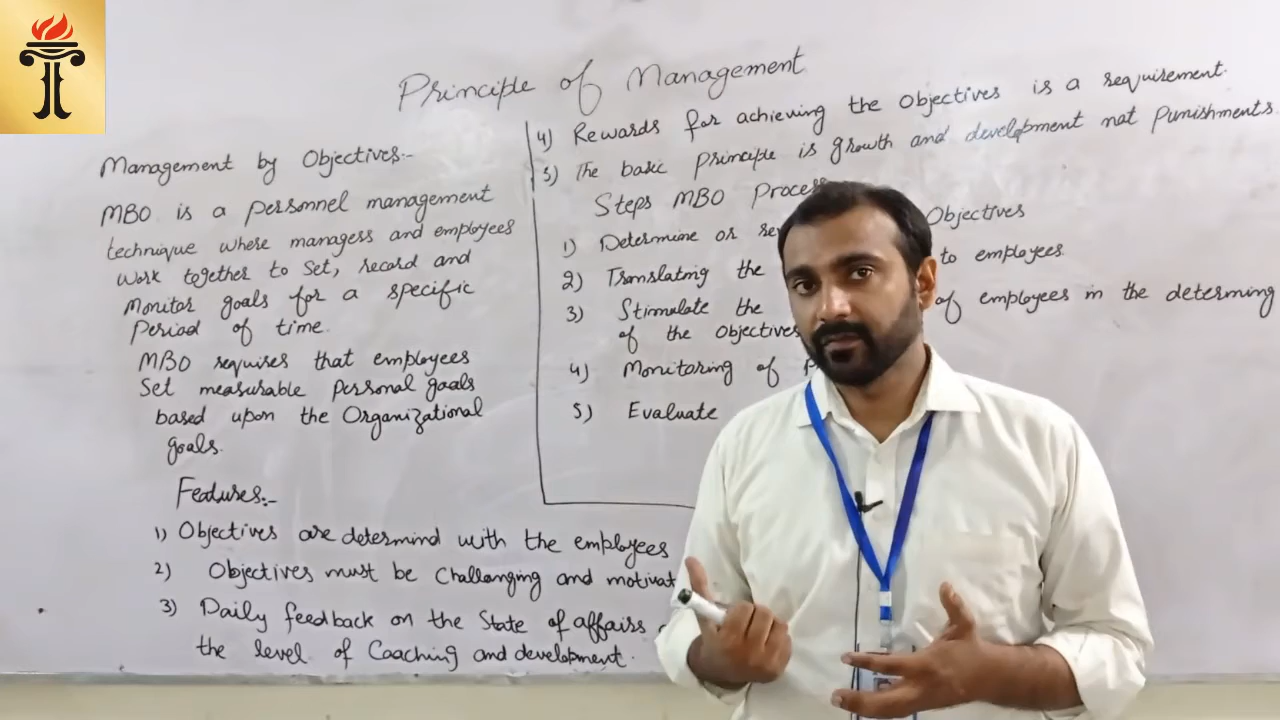 Principle of Management
Management by Objectives:-
MBO is a personnel management
technique where managess and employees
work together to set, record and
Monitor goals for a specific
Period of time.
MBO requires that employees
Set measurable personal goals
based upon the Organizational
goals.
Features:-
1) Objectives are determind with the employees
2) Objectives must be Challanging and motivat
3) Daily feedback on the State of affairs
the level of Coaching and development.
4) Rewards for achieving the Objectives is a requirement.
5) The basic Principle is growth and development not Punishments.
Steps MBO Process
1) Determine or Objectives
2) Translating the to employees
3) Stimulate the of employees in the determing
of the Objectives
4) Monitoring of
5) Evaluate